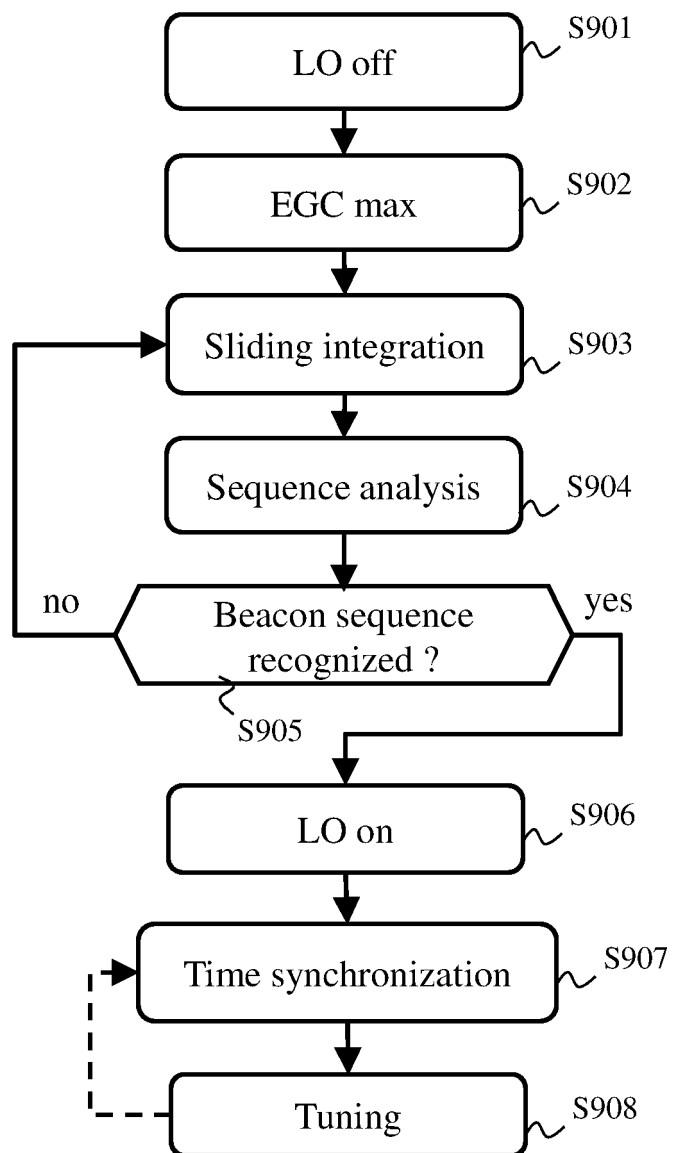 S901
LO off
S902
EGC max
Sliding integration
S903
Sequence analysis
S904
no
Beacon sequence
recognized ?
yes
S905
LO on
S906
Time synchronization
S907
Tuning
S908